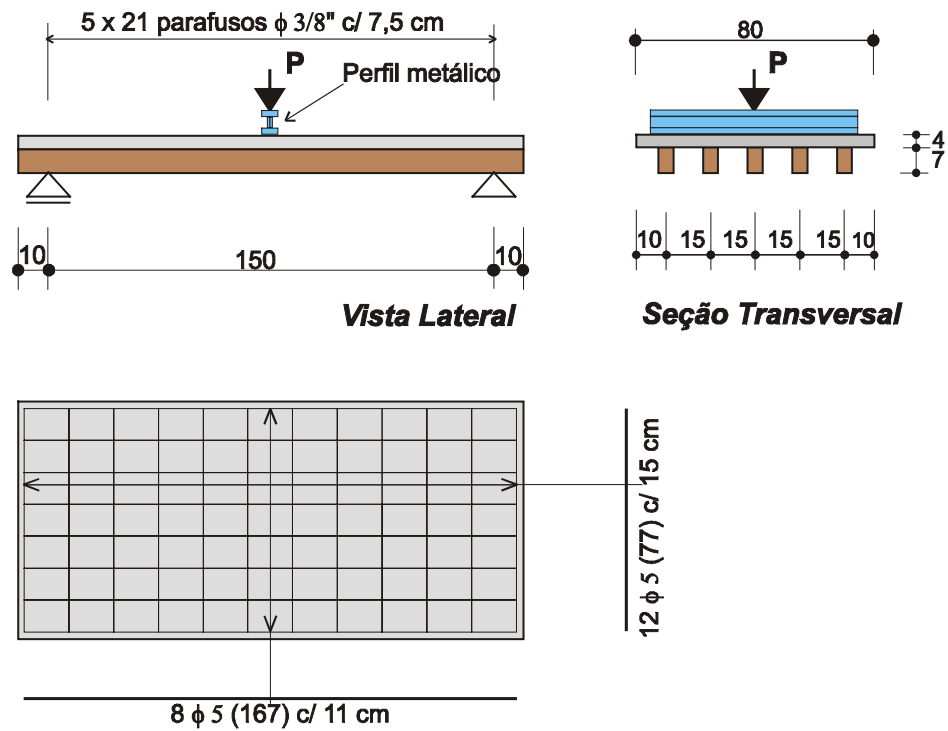 5 x 21 parafusos ϕ 3/8" c/ 7,5 cm
P
Perfil metálico
10
150
10
Vista Lateral
80
P
4
7
10
15
15
15
15
10
Seção Transversal
12 ϕ 5 (77) c/ 15 cm
8 ϕ 5 (167) c/ 11 cm